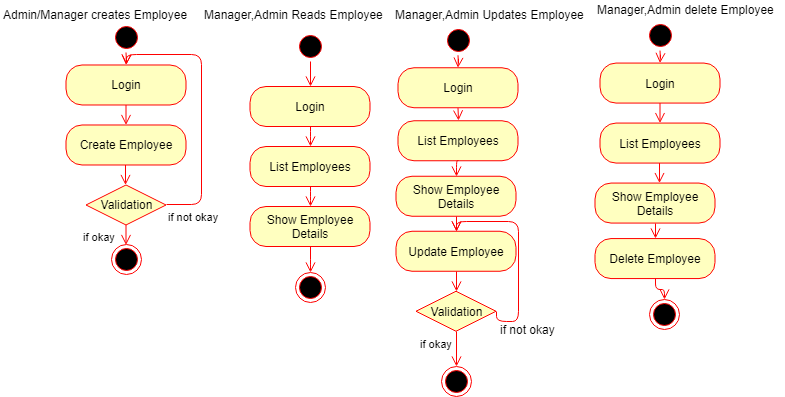 Admin/Manager creates Employee
Login
Create Employee
Validation
if not okay
if okay
Manager,Admin Reads Employee
Login
List Employees
Show Employee
Details
Manager,Admin Updates Employee
Login
List Employees
Show Employee
Details
Update Employee
Validation
if not okay
if okay
Manager,Admin delete Employee
Login
List Employees
Show Employee
Details
Delete Employee